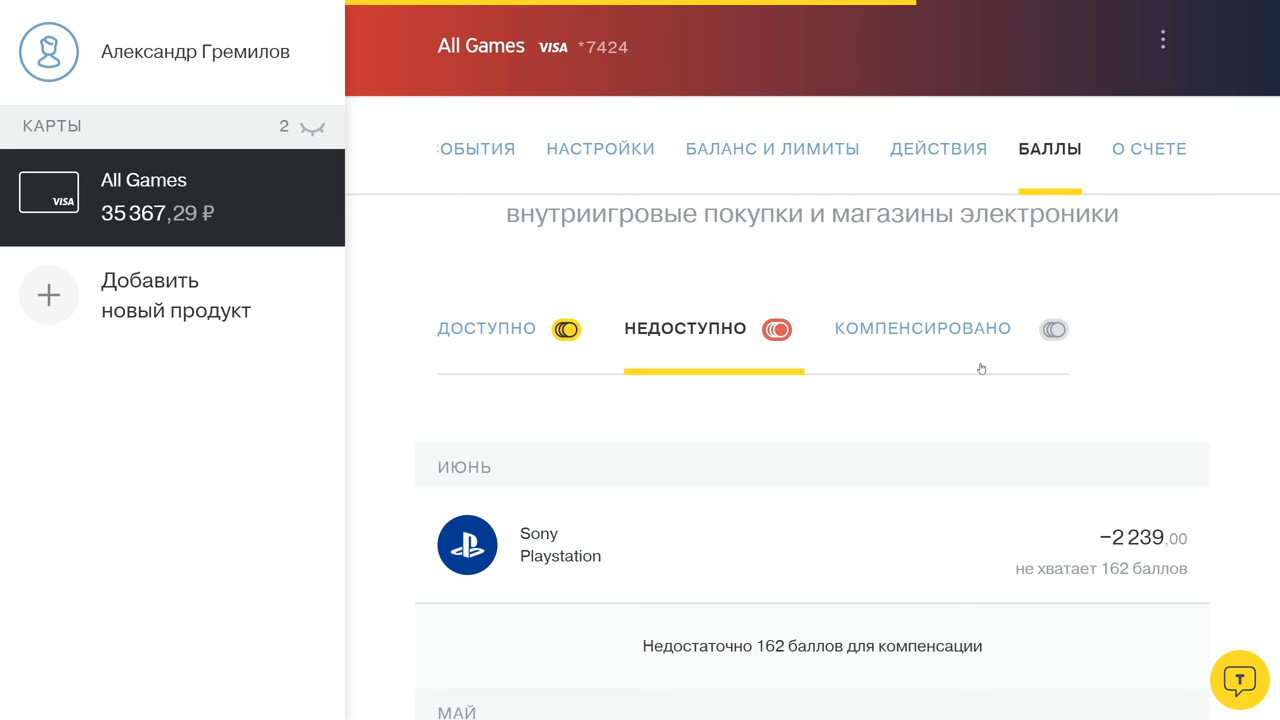 Александр Гремилов
КАРТЫ 2
All Games
35 367,29 ₽
VISA
Добавить
новый продукт
All Games VISA *7424
СОБЫТИЯ НАСТРОЙКИ БАЛАНС И ЛИМИТЫ ДЕЙСТВИЯ БАЛЛЫ О СЧЕТЕ
внутриигровые покупки и магазины электроники
ДОСТУПНО НЕДОСТУПНО КОМПЕНСИРОВАНО
ИЮНЬ
Sony
Playstation
−2 239,00
не хватает 162 баллов
Недостаточно 162 баллов для компенсации
МАЙ
T